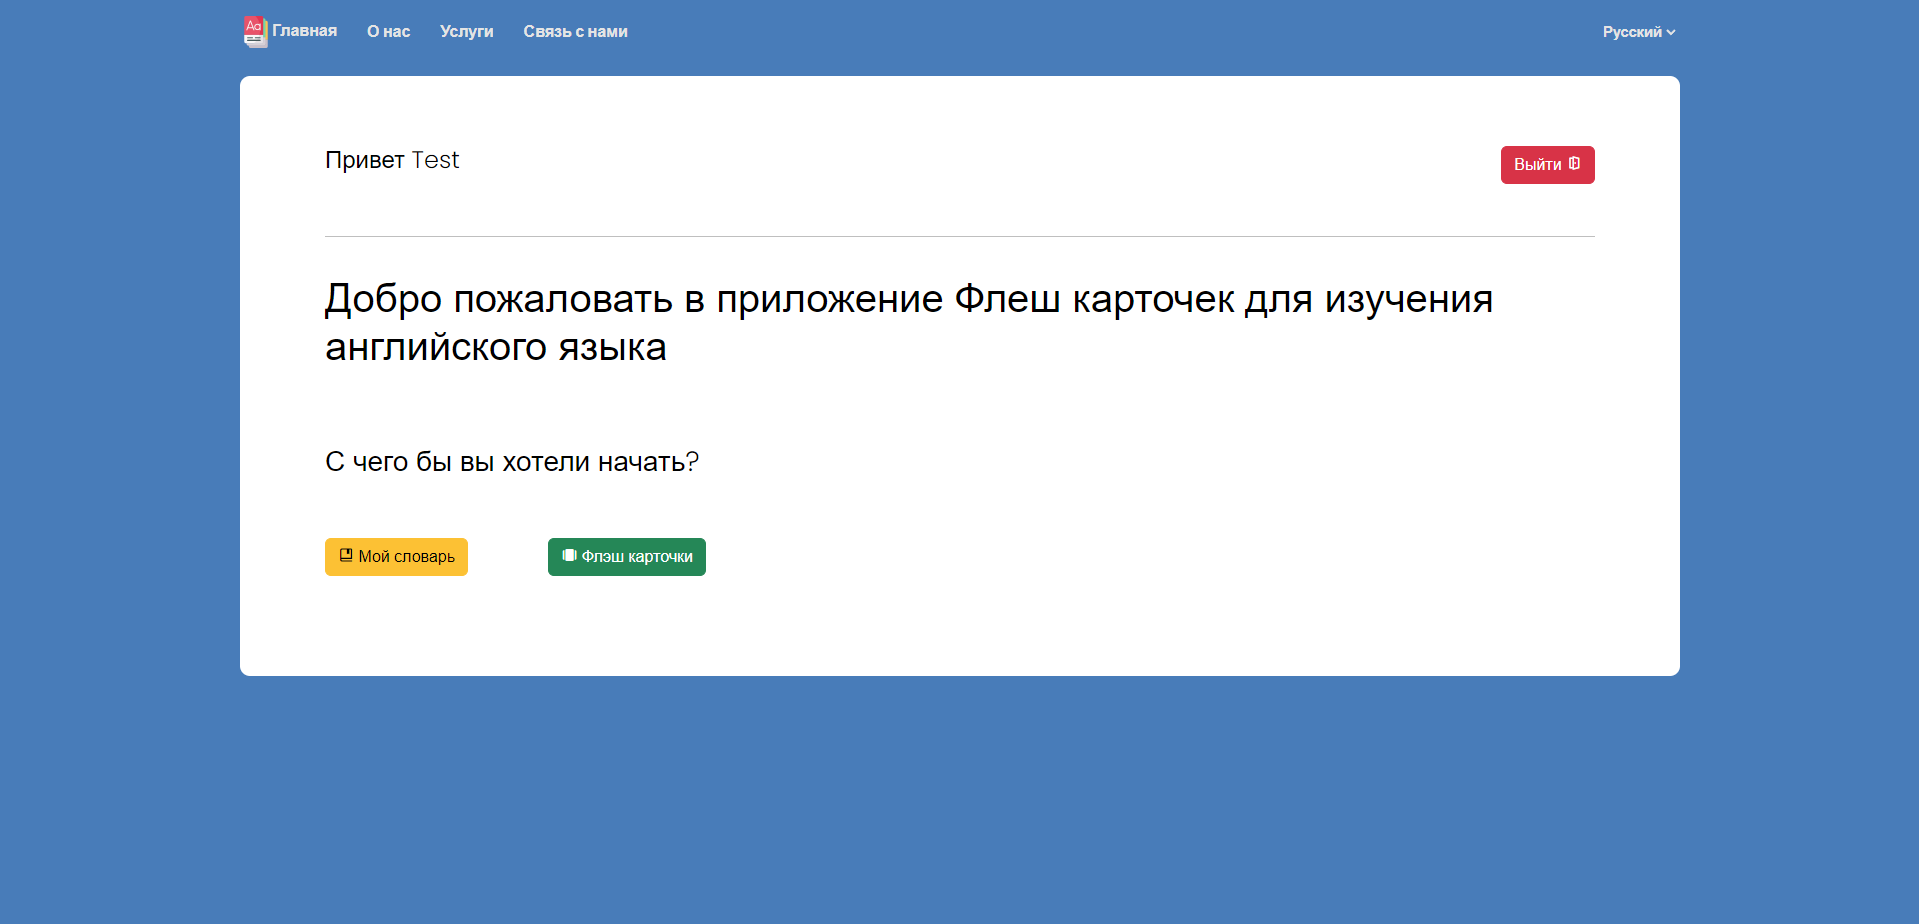 Aa Главная О нас Услуги Связь с нами Русский
Привет Test
Выйти
Добро пожаловать в приложение Флеш карточек для изучения
английского языка
С чего бы вы хотели начать?
Мой словарь Флэш карточки